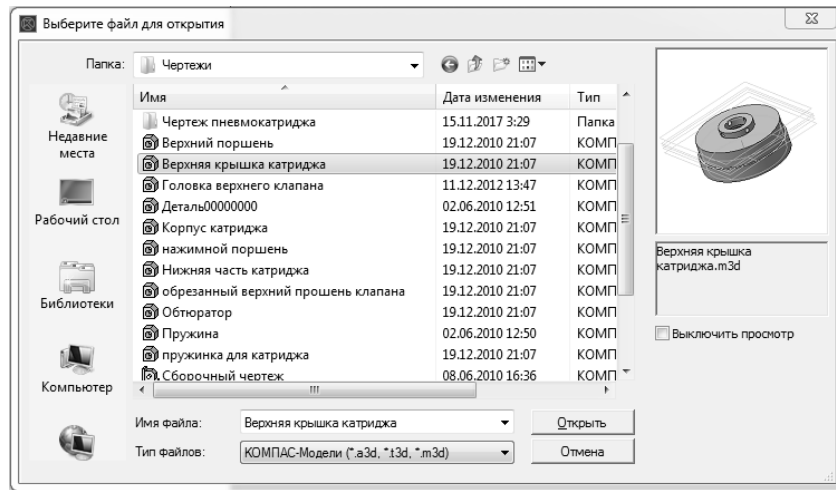 Выберите файл для открытия
Папка: Чертежи
Имя Дата изменения Тип
Чертеж пневмокатриджа 15.11.2017 3:29 Папка
Верхний поршень 19.12.2010 21:07 КОМП
Верхняя крышка катриджа 19.12.2010 21:07 КОМП
Головка верхнего клапана 11.12.2012 13:47 КОМП
Деталь00000000 02.06.2010 12:51 КОМП
Корпус катриджа 19.12.2010 21:07 КОМП
нажимной поршень 19.12.2010 21:07 КОМП
Нижняя часть катриджа 19.12.2010 21:07 КОМП
обрезанный верхний прошень клапана 19.12.2010 21:07 КОМП
Обтюратор 19.12.2010 21:07 КОМП
Пружина 02.06.2010 12:50 КОМП
пружинка для катриджа 19.12.2010 21:07 КОМП
Сборочный чертеж 08.06.2010 16:36 КОМП
Недавние
места
Рабочий стол
Библиотеки
Компьютер
Имя файла: Верхняя крышка катриджа Открыть
Тип файлов: КОМПАС-Модели (*.a3d, *.t3d, *.m3d) Отмена
Верхняя крышка
катриджа.m3d
Выключить просмотр